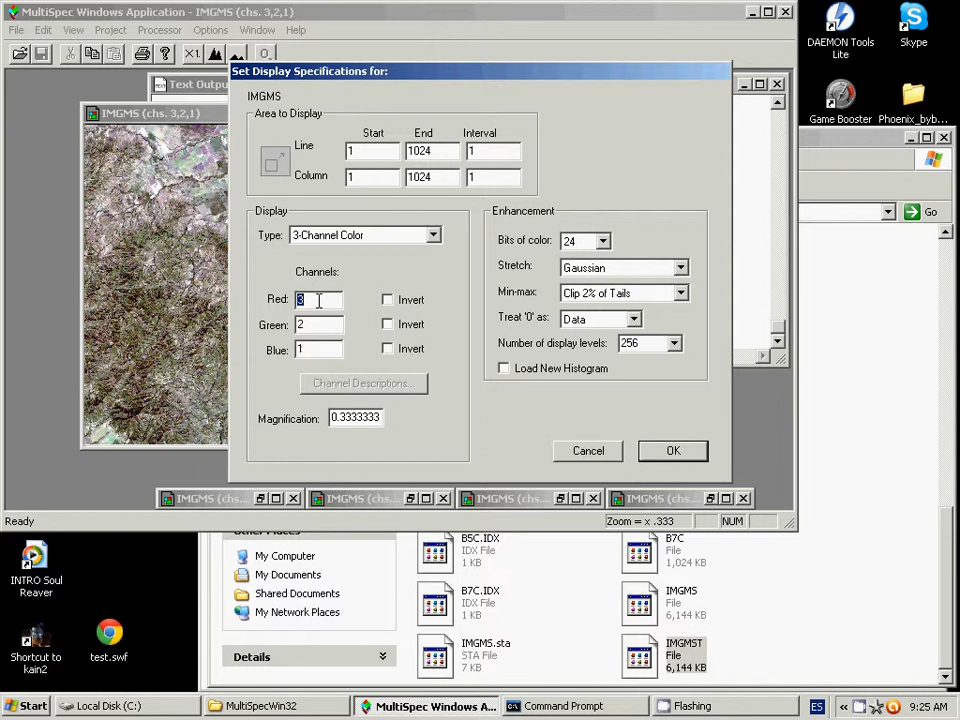 MultiSpec Windows Application - IMGMS (chs. 3,2,1)
File Edit View Project Processor Options Window Help
×1
Text Outpu
IMGMS (chs. 3,2,1)
Set Display Specifications for:
IMGMS
Area to Display
Start End Interval
Line 1 1024 1
Column 1 1024 1
Display
Type: 3-Channel Color
Channels:
Red: 3 Invert
Green: 2 Invert
Blue: 1 Invert
Channel Descriptions...
Magnification: 0.3333333
Enhancement
Bits of color: 24
Stretch: Gaussian
Min-max: Clip 2% of Tails
Treat '0' as: Data
Number of display levels: 256
Load New Histogram
Cancel OK
IMGMS (chs....
IMGMS (chs....
IMGMS (chs....
IMGMS (chs....
Ready
Zoom = x .333 NUM
DAEMON Tools
Lite
Skype
Game Booster
Phoenix_byb...
Go
My Computer
My Documents
Shared Documents
My Network Places
Details
B5C.IDX
IDX File
1 KB
B7C
File
1,024 KB
B7C.IDX
IDX File
1 KB
IMGMS
File
6,144 KB
IMGMS.sta
STA File
7 KB
IMGMST
File
6,144 KB
INTRO Soul
Reaver
Shortcut to
kain2
test.swf
Start
Local Disk (C:)
MultiSpecWin32
MultiSpec Windows A...
Command Prompt
Flashing
ES
9:25 AM